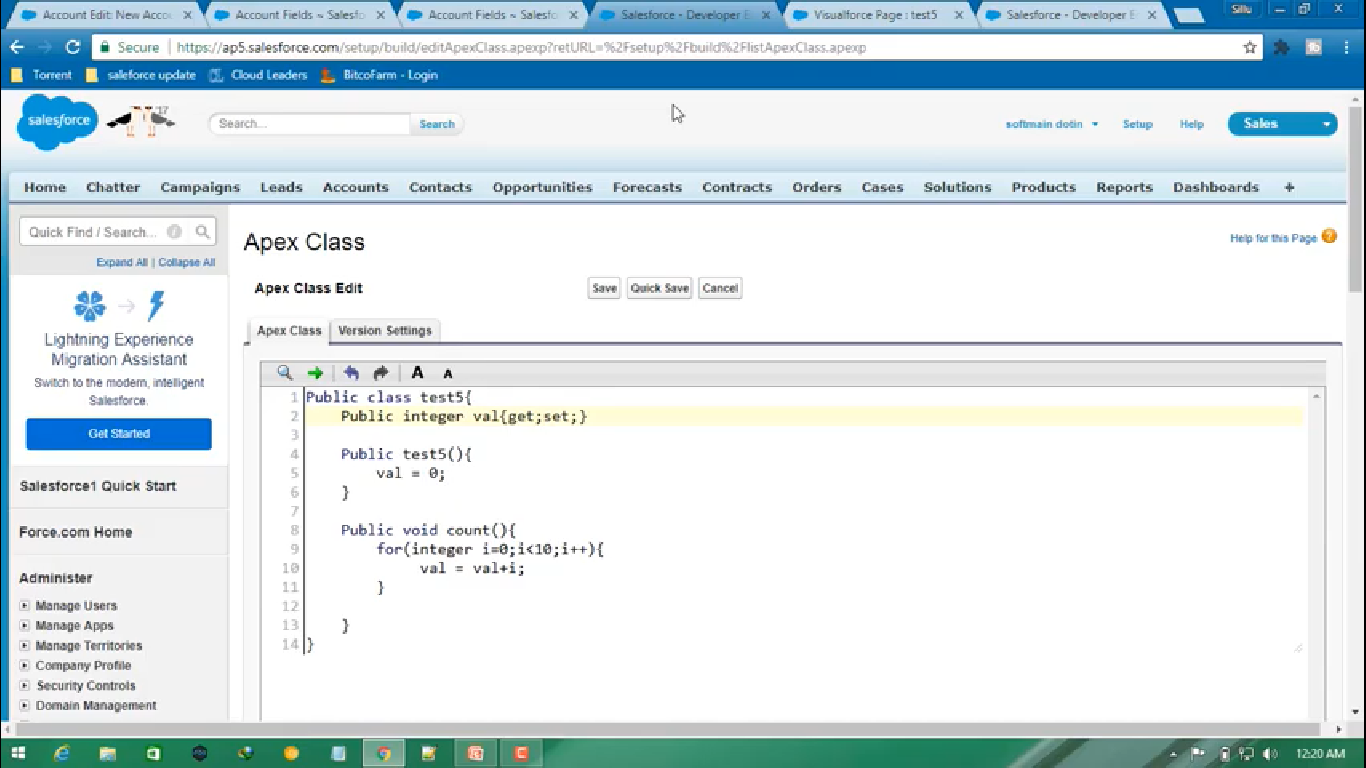 Account Edit: New Acco
Account Fields ~ Salesfo
Account Fields ~ Salesfo
Salesforce - Developer E
Visualforce Page : test5
Salesforce - Developer E
Sillu
Secure
https://ap5.salesforce.com/setup/build/editApexClass.apexp?retURL=%2Fsetup%2Fbuild%2FlistApexClass.apexp
Torrent
saleforce update
Cloud Leaders
BitcoFarm - Login
salesforce
'17
Search...
Search
softmain dotin
Setup
Help
Sales
Home
Chatter
Campaigns
Leads
Accounts
Contacts
Opportunities
Forecasts
Contracts
Orders
Cases
Solutions
Products
Reports
Dashboards
+
Quick Find / Search...
Expand All | Collapse All
Lightning Experience
Migration Assistant
Switch to the modern, intelligent
Salesforce.
Get Started
Salesforce1 Quick Start
Force.com Home
Administer
Manage Users
Manage Apps
Manage Territories
Company Profile
Security Controls
Domain Management
Apex Class
Help for this Page
Apex Class Edit
Save
Quick Save
Cancel
Apex Class
Version Settings
A A
1 Public class test5{
2 Public integer val{get;set;}
3
4 Public test5(){
5 val = 0;
6 }
7
8 Public void count(){
9 for(integer i=0;i<10;i++){
10 val = val+i;
11 }
12
13 }
14 }
12:20 AM